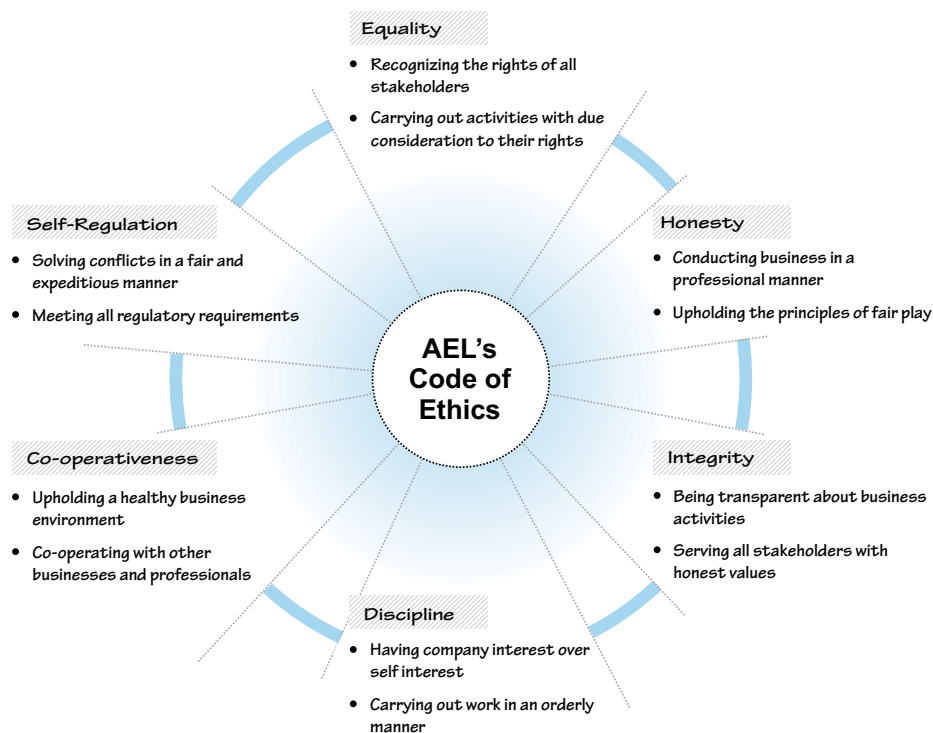 Equality
• Recognizing the rights of all
stakeholders
• Carrying out activities with due
consideration to their rights
Honesty
• Conducting business in a
professional manner
• Upholding the principles of fair play
Integrity
• Being transparent about business
activities
• Serving all stakeholders with
honest values
Discipline
• Having company interest over
self interest
• Carrying out work in an orderly
manner
Co-operativeness
• Upholding a healthy business
environment
• Co-operating with other
businesses and professionals
Self-Regulation
• Solving conflicts in a fair and
expeditious manner
• Meeting all regulatory requirements
AEL's
Code of
Ethics